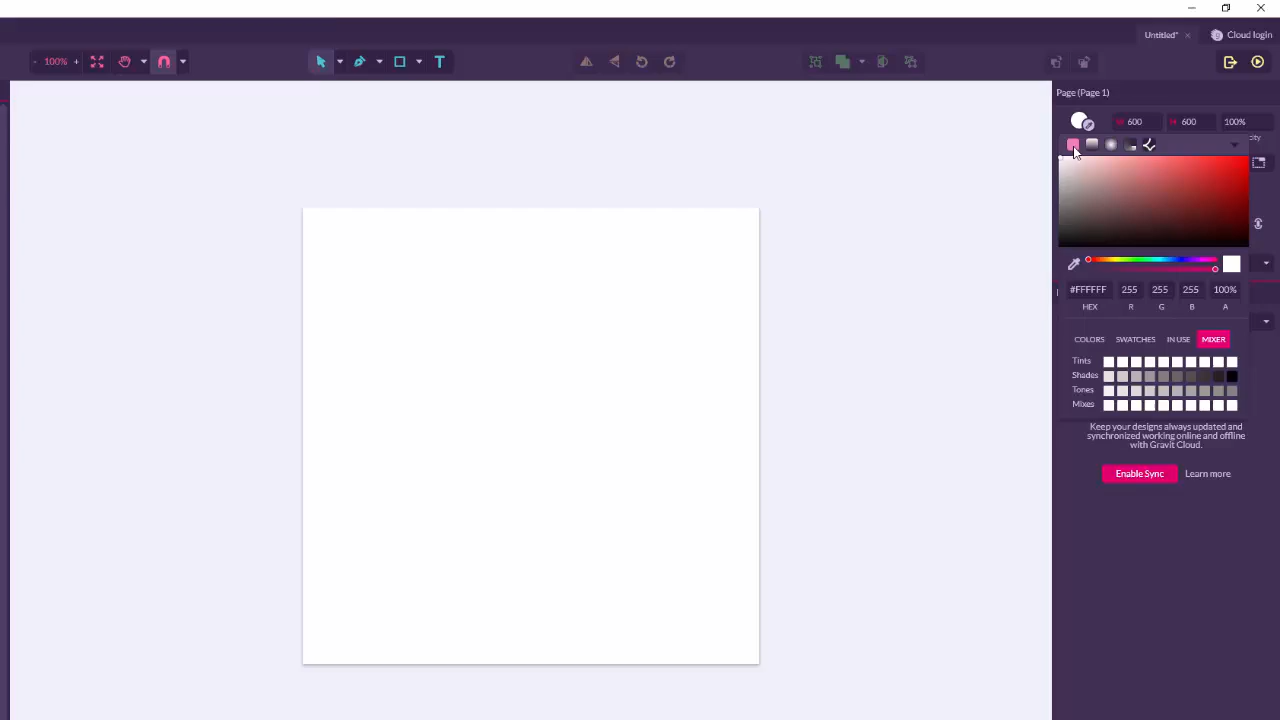 Untitled*
Cloud login
- 100% +
T
Page (Page 1)
W 600
H 600
100%
city
#FFFFFF 255 255 255 100%
HEX R G B A
COLORS SWATCHES IN USE MIXER
Tints
Shades
Tones
Mixes
Keep your designs always updated and
synchronized working online and offline
with Gravit Cloud.
Enable Sync Learn more